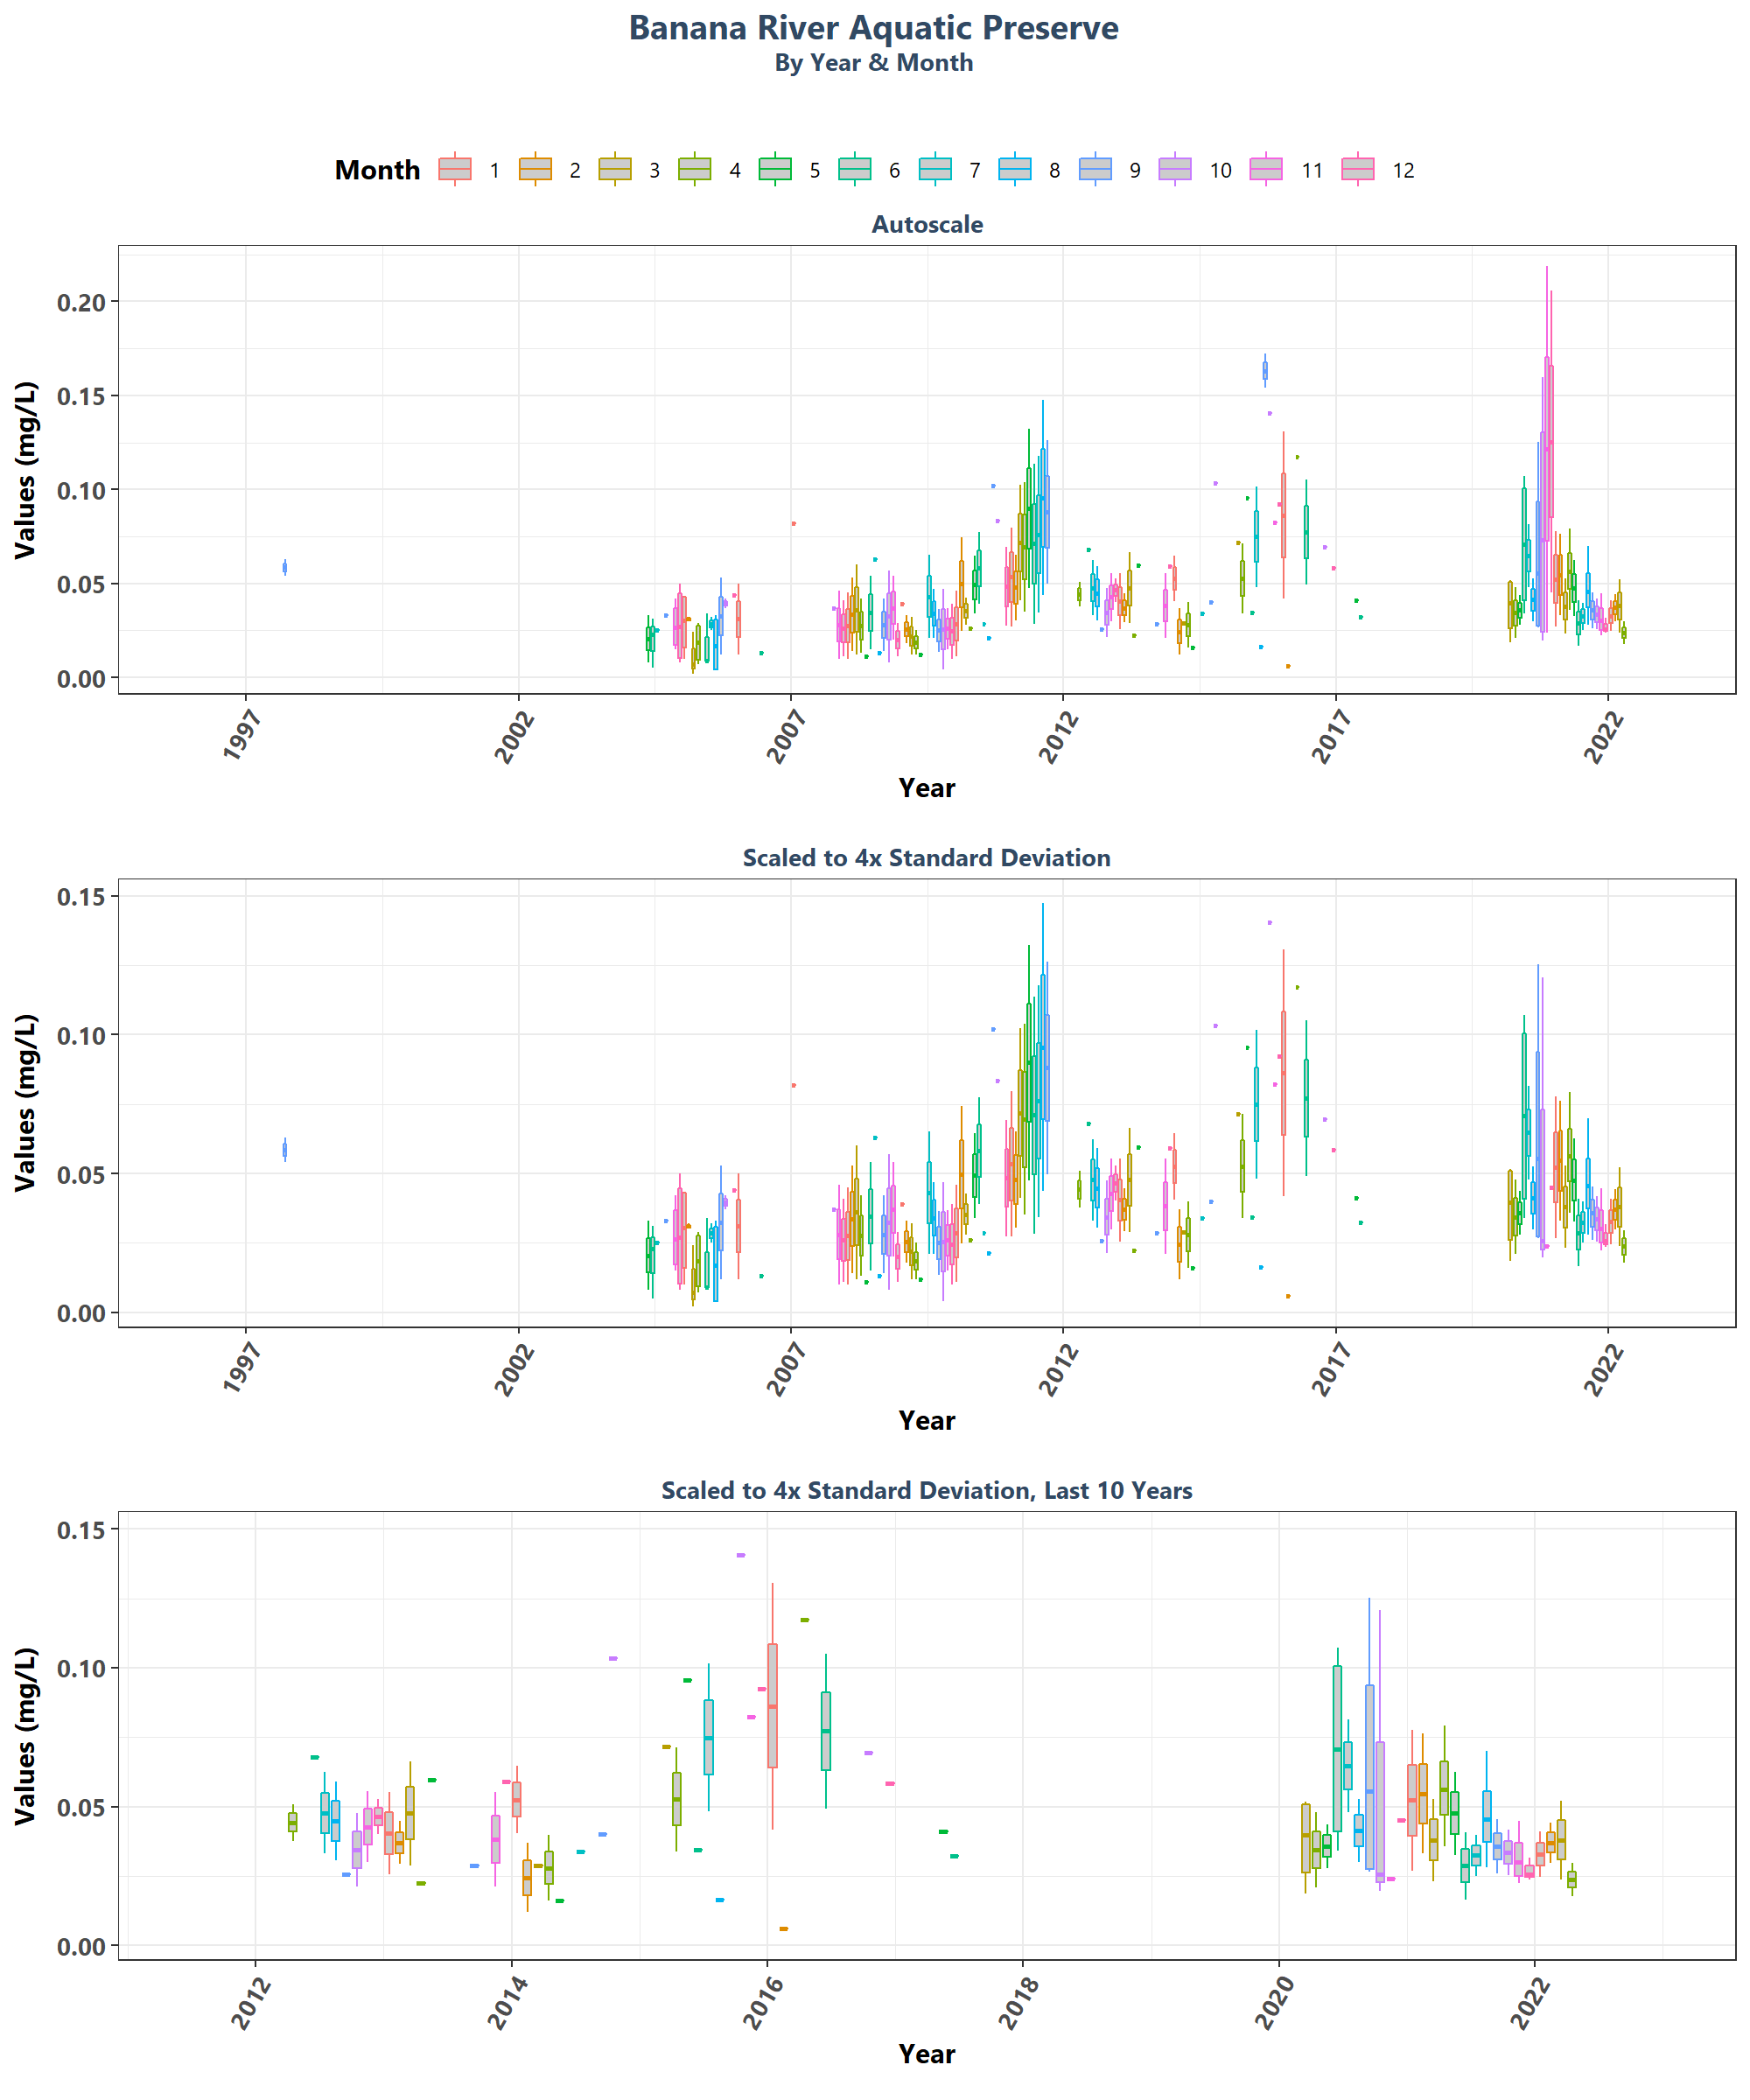 Banana River Aquatic Preserve
By Year & Month
Month 1 2 3 4 5 6 7 8 9 10 11 12
Autoscale
Values (mg/L)
0.20
0.15
0.10
0.05
0.00
1997 2002 2007 2012 2017 2022
Year
Scaled to 4x Standard Deviation
Values (mg/L)
0.15
0.10
0.05
0.00
1997 2002 2007 2012 2017 2022
Year
Scaled to 4x Standard Deviation, Last 10 Years
Values (mg/L)
0.15
0.10
0.05
0.00
2012 2014 2016 2018 2020 2022
Year